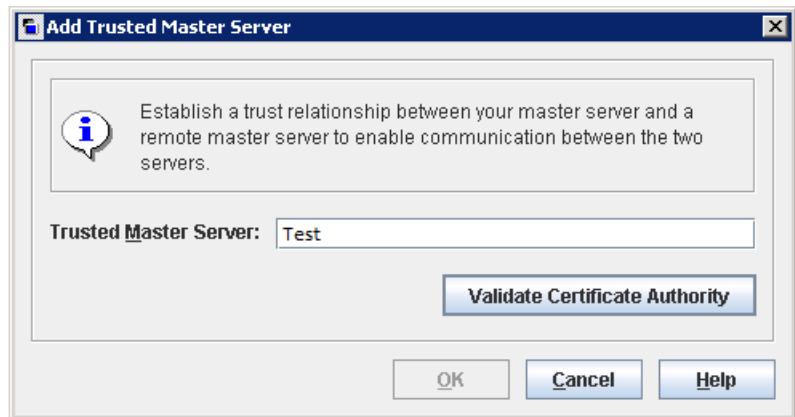 Add Trusted Master Server
Establish a trust relationship between your master server and a
remote master server to enable communication between the two
servers.
Trusted Master Server: Test
Validate Certificate Authority
OK Cancel Help